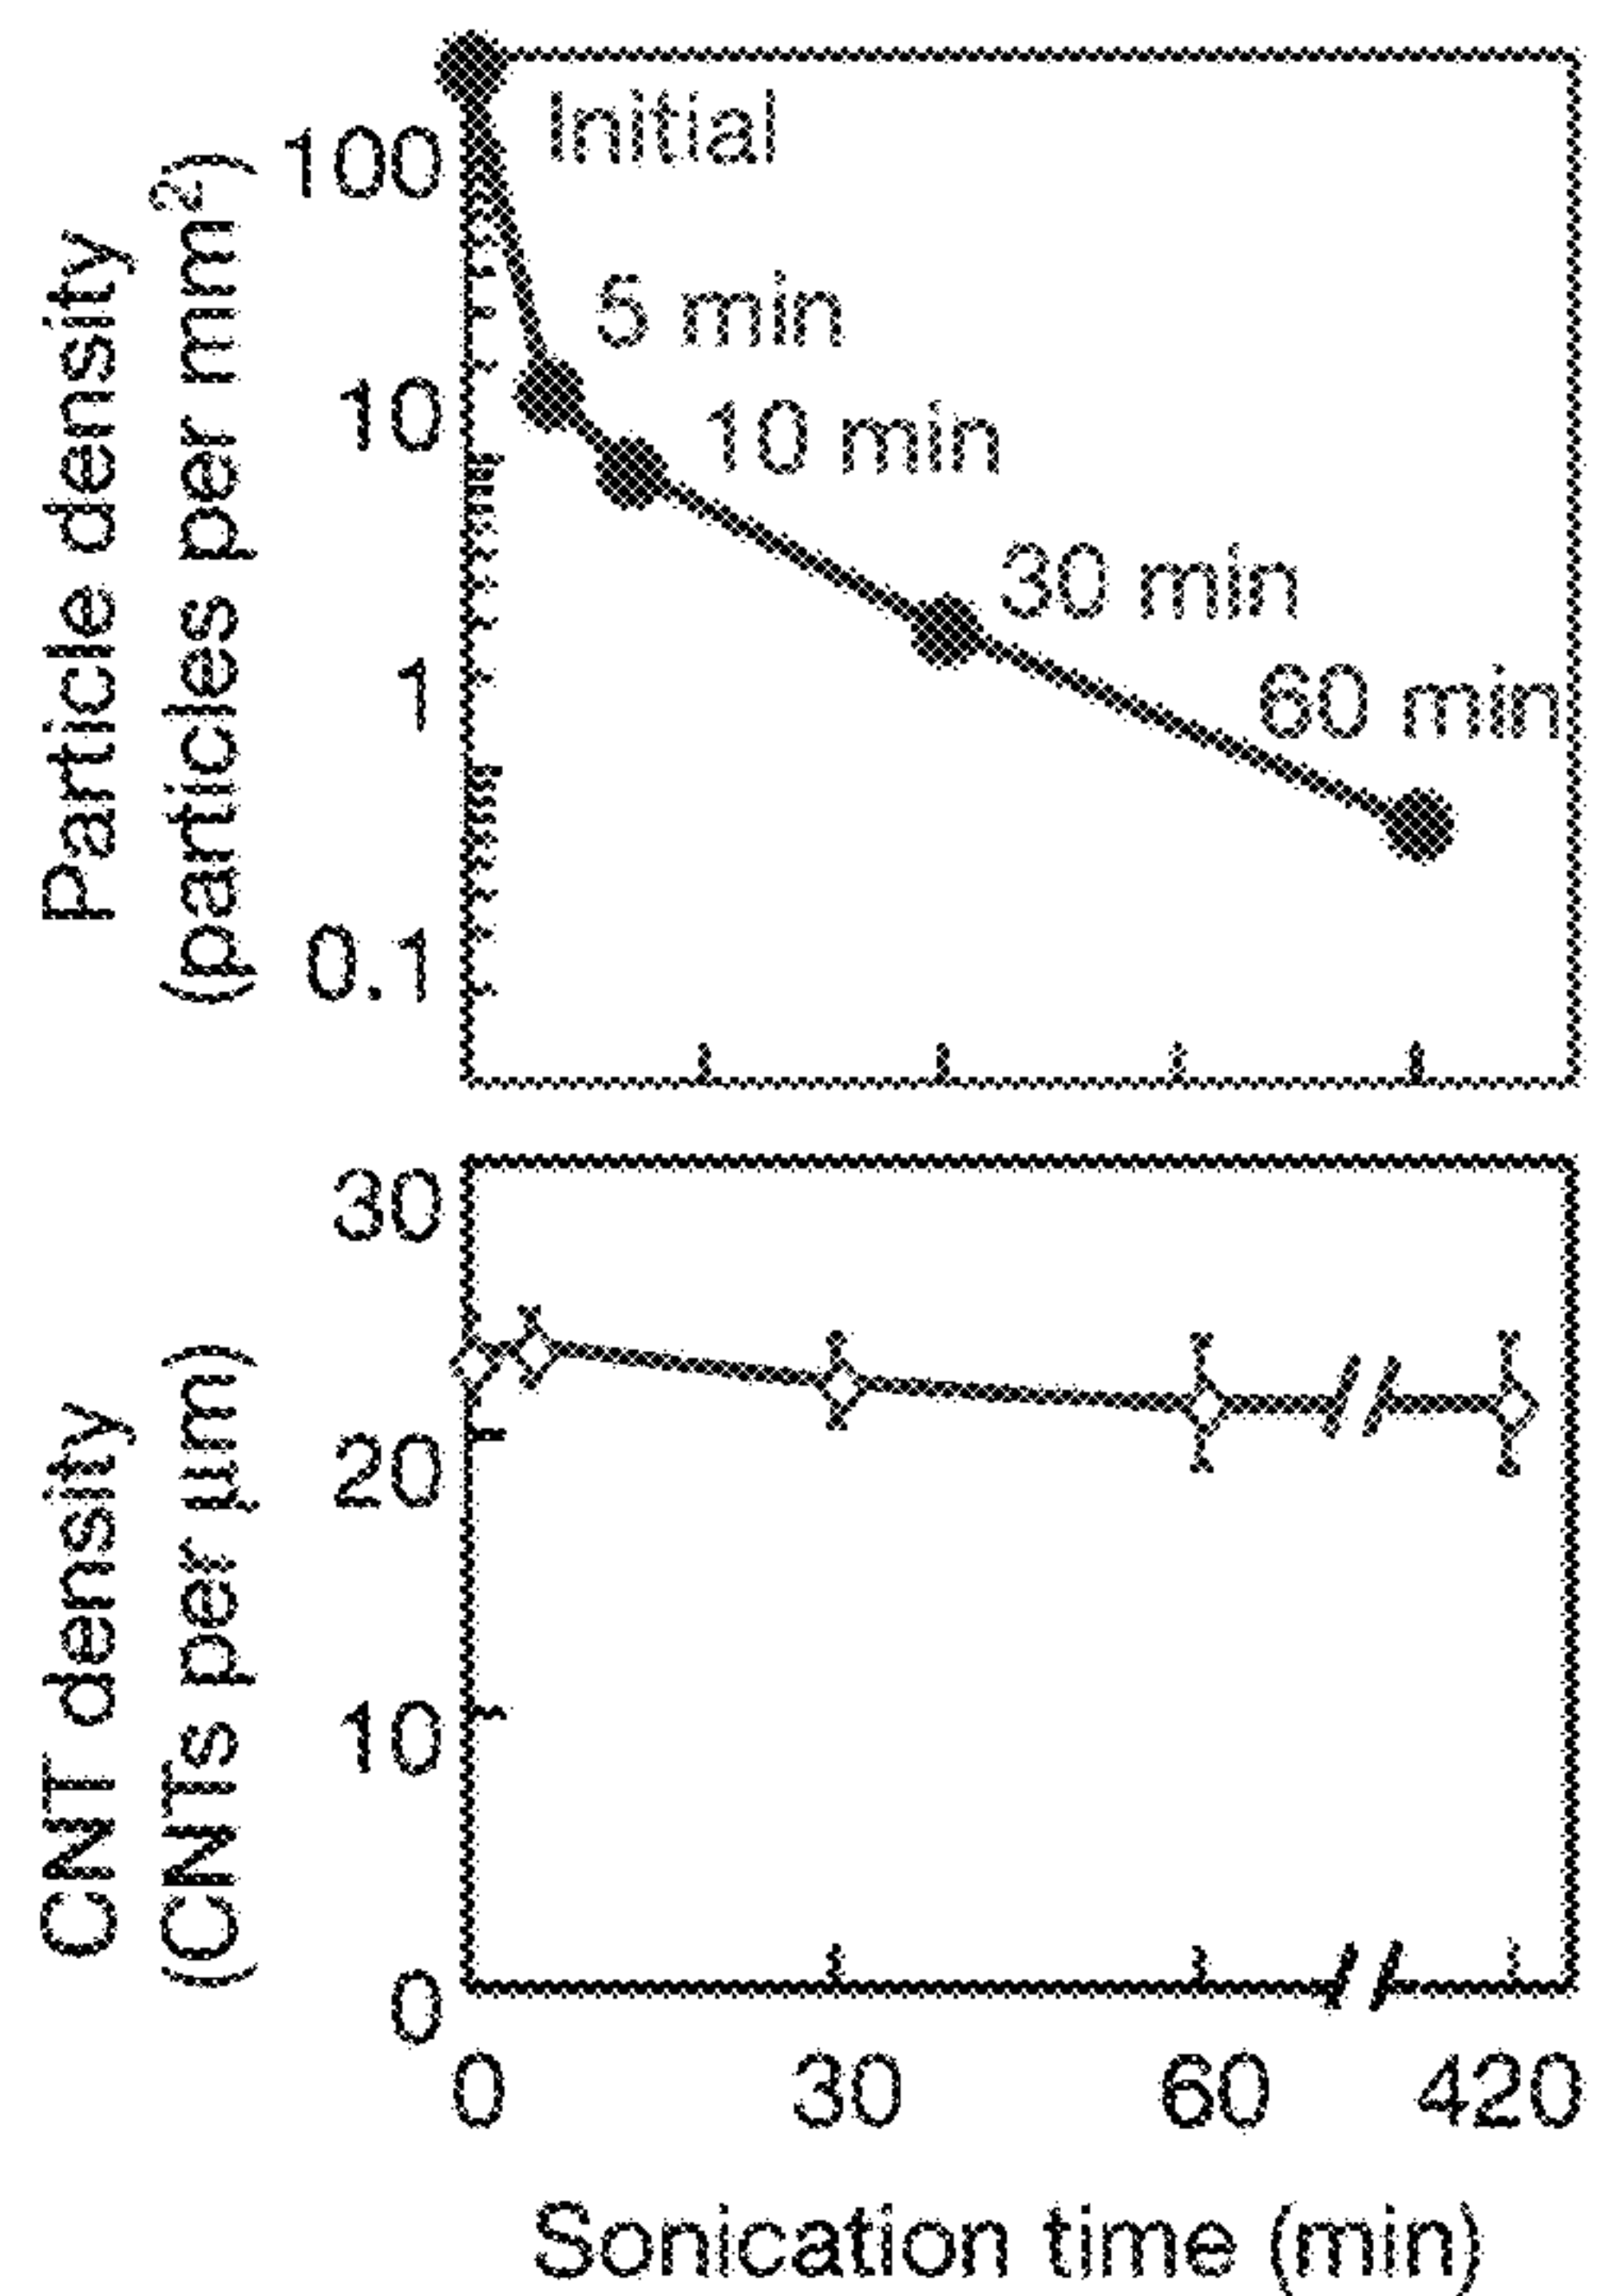 Particle density
(particles per mm²)
100
10
1
0.1
Initial
5 min
10 min
30 min
60 min
CNT density
(CNTs per µm)
30
20
10
0
0 30 60 420
Sonication time (min)